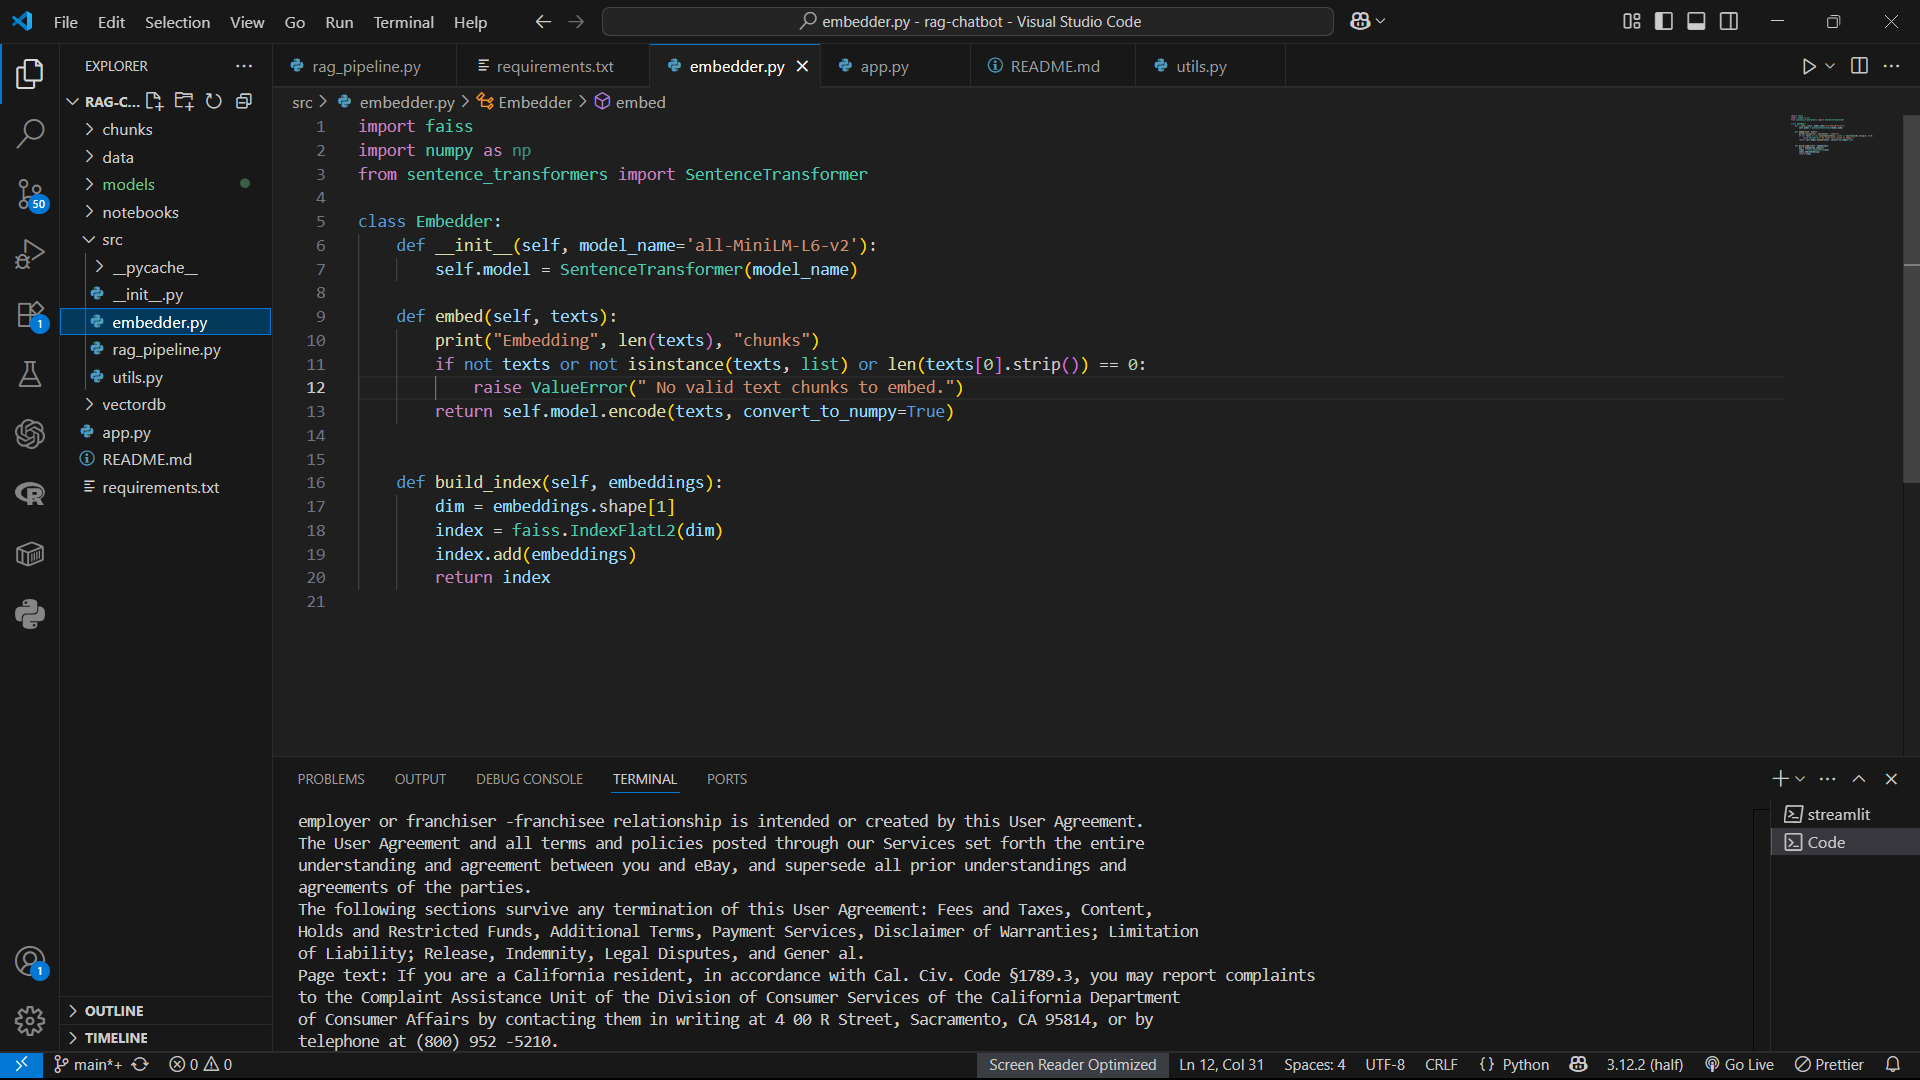 File Edit Selection View Go Run Terminal Help
embedder.py - rag-chatbot - Visual Studio Code
EXPLORER
RAG-C...
chunks
data
models
notebooks
src
__pycache__
__init__.py
embedder.py
rag_pipeline.py
utils.py
vectordb
app.py
README.md
requirements.txt
OUTLINE
TIMELINE
50
1
1
rag_pipeline.py requirements.txt embedder.py app.py README.md utils.py
src > embedder.py > Embedder > embed
1 import faiss
2 import numpy as np
3 from sentence_transformers import SentenceTransformer
4
5 class Embedder:
6 def __init__(self, model_name='all-MiniLM-L6-v2'):
7 self.model = SentenceTransformer(model_name)
8
9 def embed(self, texts):
10 print("Embedding", len(texts), "chunks")
11 if not texts or not isinstance(texts, list) or len(texts[0].strip()) == 0:
12 raise ValueError(" No valid text chunks to embed.")
13 return self.model.encode(texts, convert_to_numpy=True)
14
15
16 def build_index(self, embeddings):
17 dim = embeddings.shape[1]
18 index = faiss.IndexFlatL2(dim)
19 index.add(embeddings)
20 return index
21
PROBLEMS OUTPUT DEBUG CONSOLE TERMINAL PORTS
employer or franchiser -franchisee relationship is intended or created by this User Agreement.
The User Agreement and all terms and policies posted through our Services set forth the entire
understanding and agreement between you and eBay, and supersede all prior understandings and
agreements of the parties.
The following sections survive any termination of this User Agreement: Fees and Taxes, Content,
Holds and Restricted Funds, Additional Terms, Payment Services, Disclaimer of Warranties; Limitation
of Liability; Release, Indemnity, Legal Disputes, and Gener al.
Page text: If you are a California resident, in accordance with Cal. Civ. Code §1789.3, you may report complaints
to the Complaint Assistance Unit of the Division of Consumer Services of the California Department
of Consumer Affairs by contacting them in writing at 4 00 R Street, Sacramento, CA 95814, or by
telephone at (800) 952 -5210.
streamlit
Code
main*+ 0 0 Screen Reader Optimized Ln 12, Col 31 Spaces: 4 UTF-8 CRLF {} Python 3.12.2 (half) Go Live Prettier